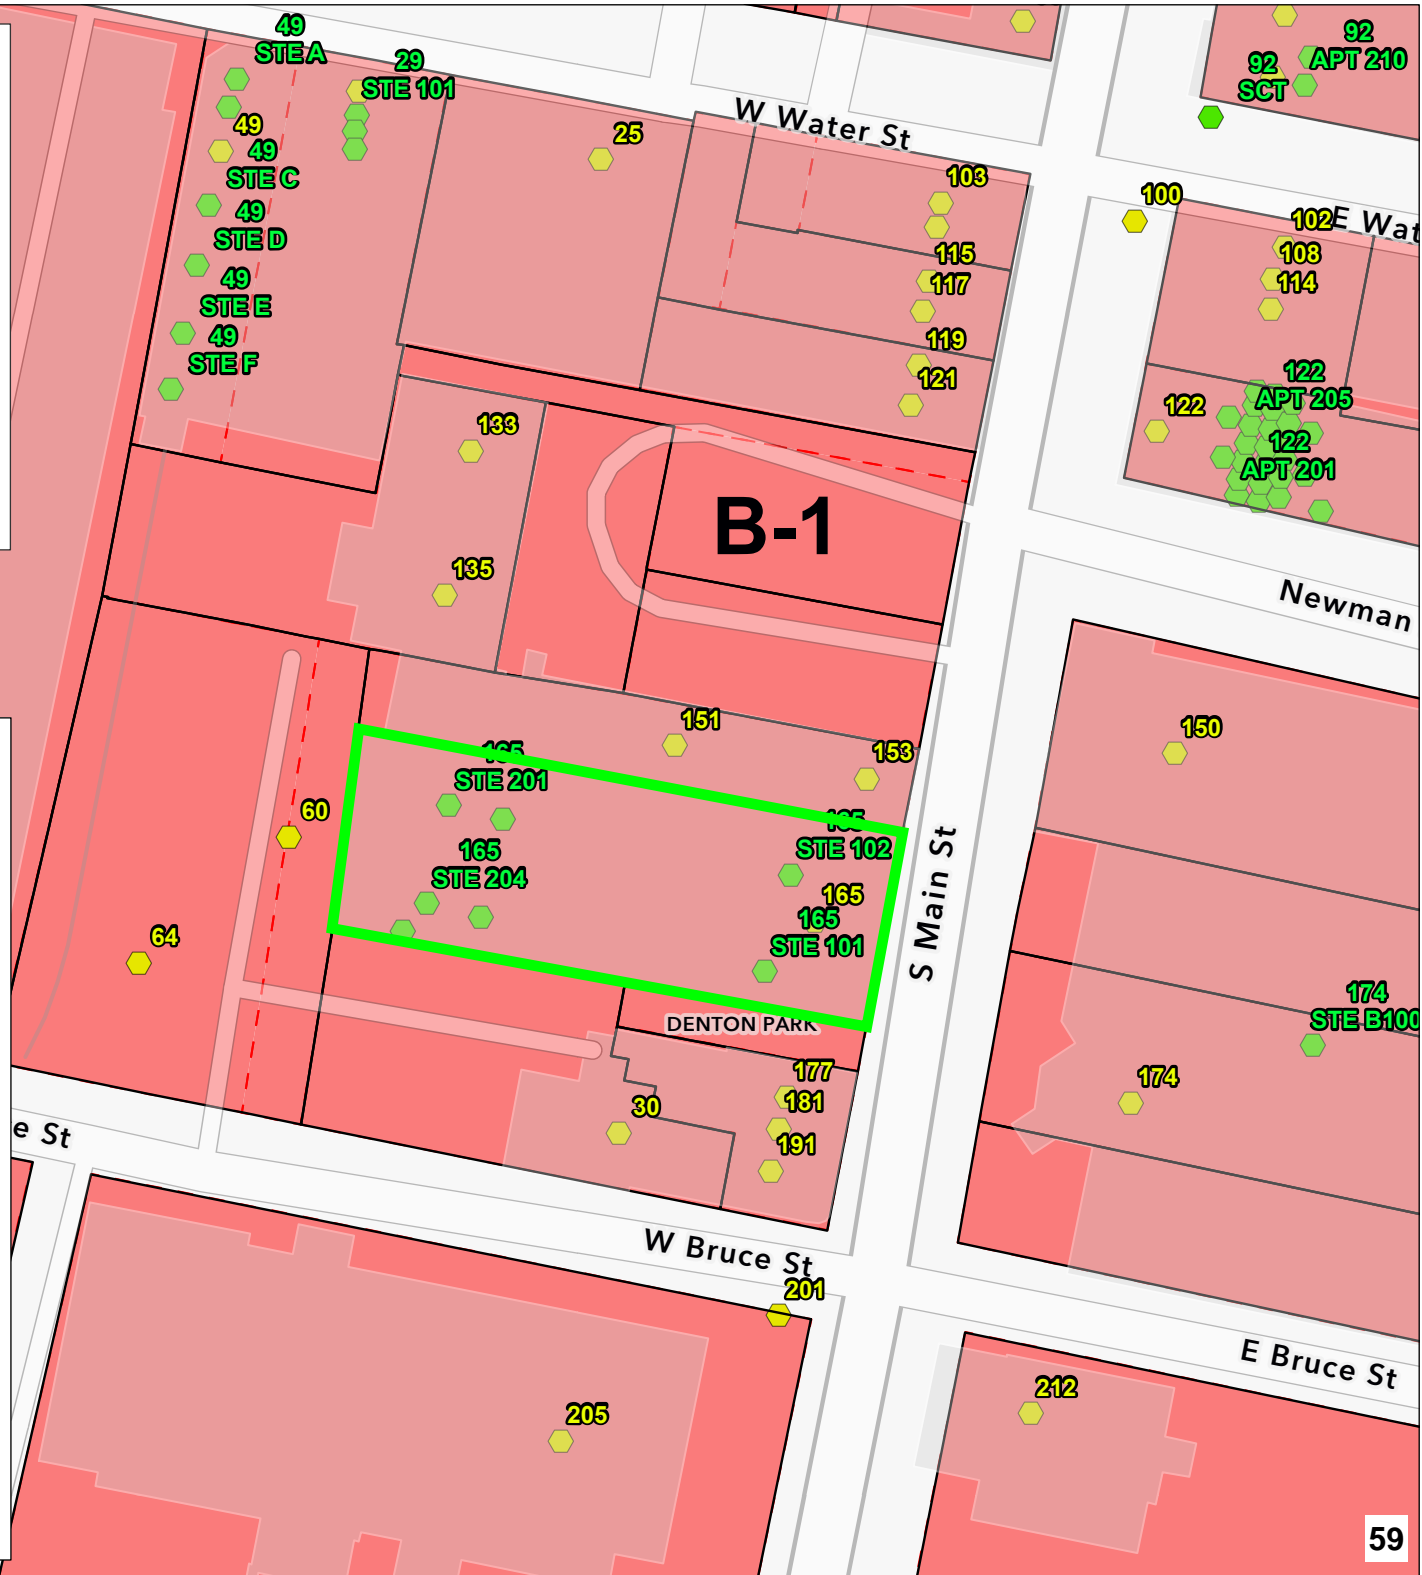 49
STE A
29
STE 101
92
APT 210
92
SCT
W Water St
49
25
49
STE C
103
100
49
STE D
102
E Wat
115
108
117
114
49
STE E
119
49
STE F
121
122
APT 205
122
133
122
APT 201
B-1
135
Newman
151
150
153
165
STE 201
60
165
STE 102
165
STE 204
165
165
STE 101
64
S Main St
174
STE B100
DENTON PARK
177
174
181
30
191
e St
W Bruce St
201
E Bruce St
212
205
59